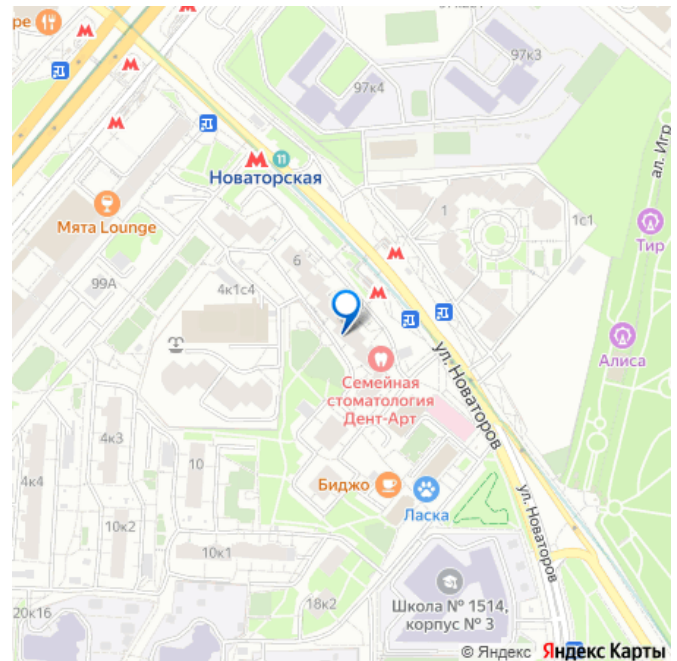 ре
97к3
97к4
11
Новаторская
ал. Игр
Мята Lounge
1
1с1
Тир
6
99А
4к1с4
Алиса
ул. Новаторов
Семейная
стоматология
Дент-Арт
4к3
10
4к4
Биджо
Ласка
ул. Новаторов
10к2
10к1
18к2
Школа № 1514,
корпус № 3
20к16
© Яндекс Яндекс Карты